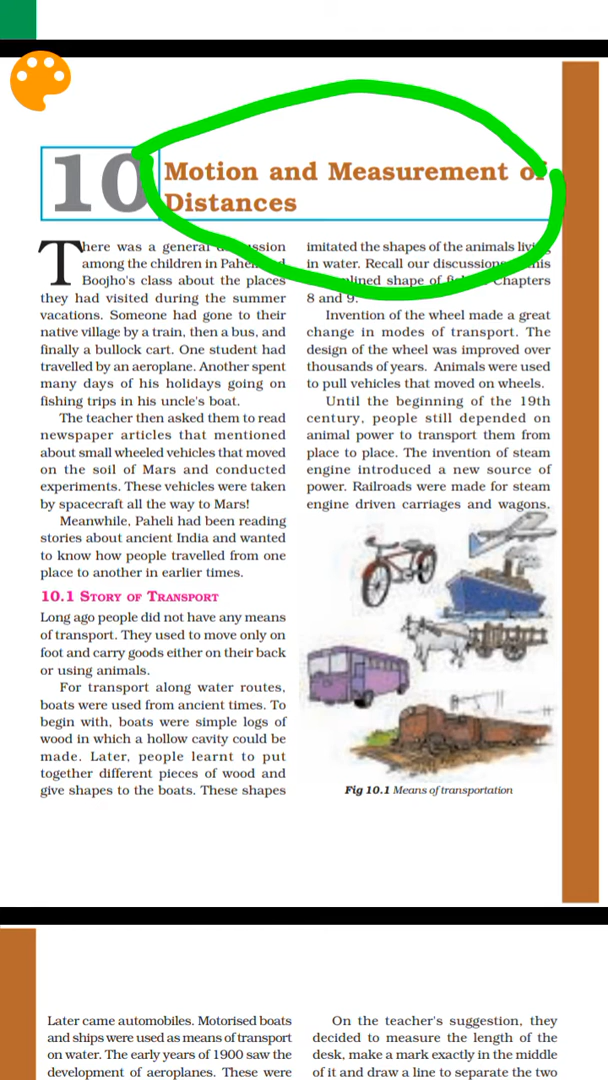 10
Motion and Measurement of
Distances
There was a general
among the children in
Boojho's class about the places
they had visited during the summer
vacations. Someone had gone to their
native village by a train, then a bus, and
finally a bullock cart. One student had
travelled by an aeroplane. Another spent
many days of his holidays going on
fishing trips in his uncle's boat.
The teacher then asked them to read
newspaper articles that mentioned
about small wheeled vehicles that moved
on the soil of Mars and conducted
experiments. These vehicles were taken
by spacecraft all the way to Mars!
Meanwhile, Paheli had been reading
stories about ancient India and wanted
to know how people travelled from one
place to another in earlier times.
10.1 STORY OF TRANSPORT
Long ago people did not have any means
of transport. They used to move only on
foot and carry goods either on their back
or using animals.
For transport along water routes,
boats were used from ancient times. To
begin with, boats were simple logs of
wood in which a hollow cavity could be
made. Later, people learnt to put
together different pieces of wood and
give shapes to the boats. These shapes
imitated the shapes of the animals
in water. Recall our
shape of Chapters
8 and 9.
Invention of the wheel made a great
change in modes of transport. The
design of the wheel was improved over
thousands of years. Animals were used
to pull vehicles that moved on wheels.
Until the beginning of the 19th
century, people still depended on
animal power to transport them from
place to place. The invention of steam
engine introduced a new source of
power. Railroads were made for steam
engine driven carriages and wagons.
Fig 10.1 Means of transportation
Later came automobiles. Motorised boats
and ships were used as means of transport
on water. The early years of 1900 saw the
development of aeroplanes. These were
On the teacher's suggestion, they
decided to measure the length of the
desk, make a mark exactly in the middle
of it and draw a line to separate the two